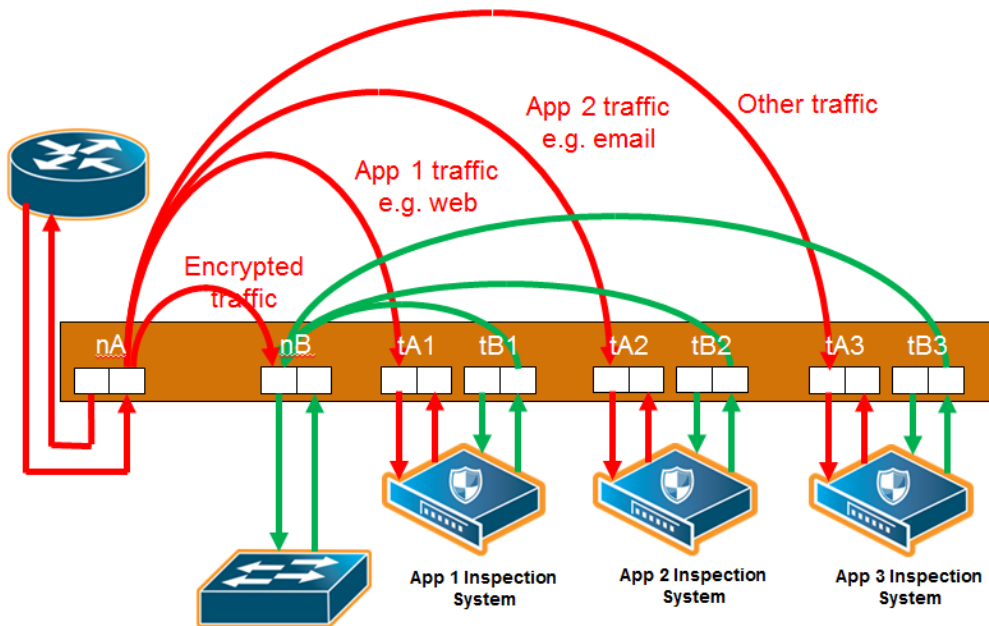 Other traffic
App 2 traffic
e.g. email
App 1 traffic
e.g. web
Encrypted
traffic
nA
nB
tA1
tB1
tA2
tB2
tA3
tB3
App 1 Inspection
System
App 2 Inspection
System
App 3 Inspection
System